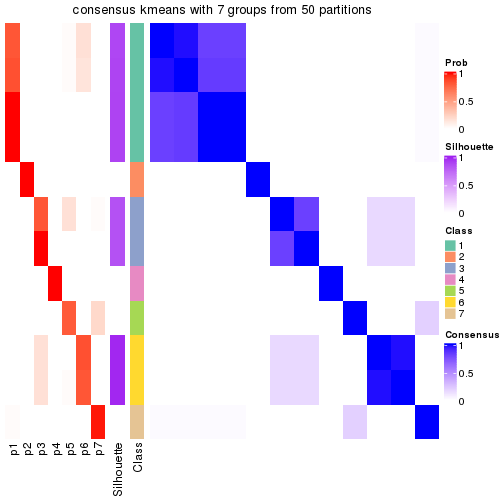 consensus kmeans with 7 groups from 50 partitions
p1
p2
p3
p4
p5
p6
p7
Silhouette
Class
Prob
1
0.5
0
Silhouette
1
0.5
0
Class
1
2
3
4
5
6
7
Consensus
1
0.5
0